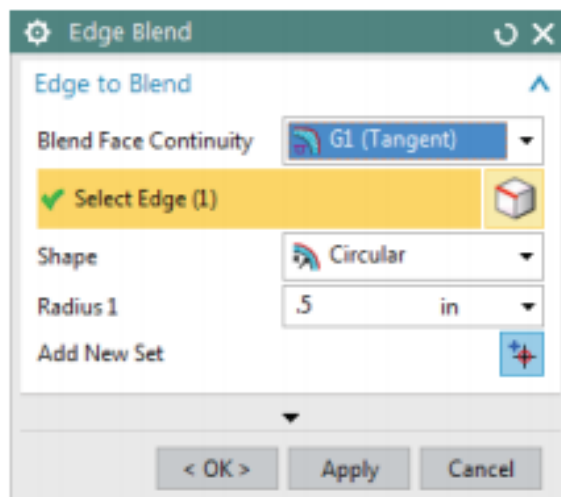 Edge Blend
Edge to Blend
Blend Face Continuity G1 (Tangent)
Select Edge (1)
Shape Circular
Radius 1 .5 in
Add New Set
< OK > Apply Cancel